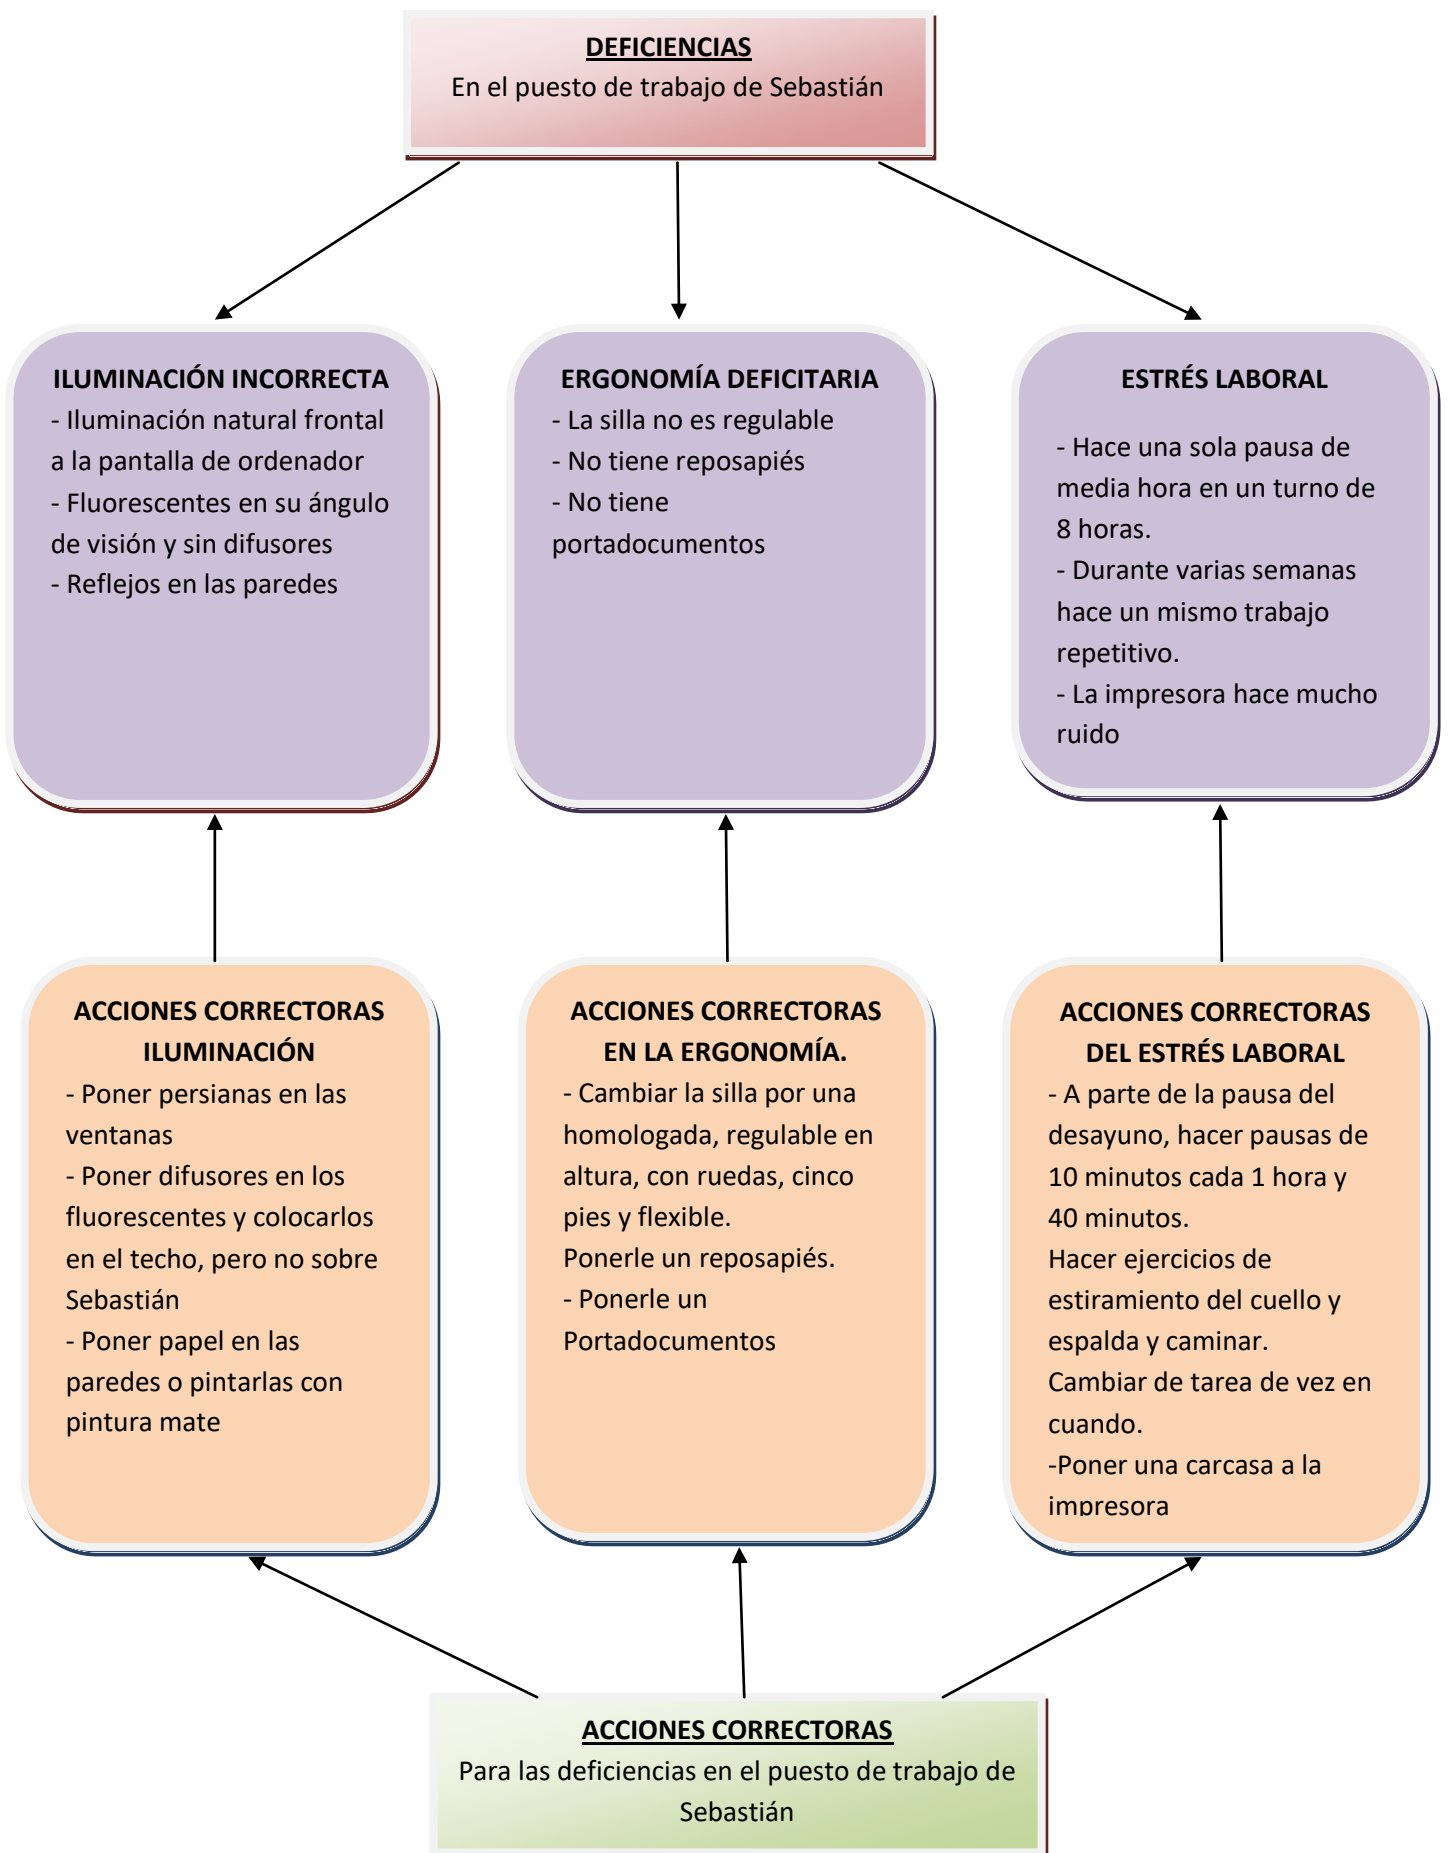 DEFICIENCIAS
En el puesto de trabajo de Sebastián
ILUMINACIÓN INCORRECTA
- Iluminación natural frontal
a la pantalla de ordenador
- Fluorescentes en su ángulo
de visión y sin difusores
- Reflejos en las paredes
ERGONOMÍA DEFICITARIA
- La silla no es regulable
- No tiene reposapiés
- No tiene
portadocumentos
ESTRÉS LABORAL
- Hace una sola pausa de
media hora en un turno de
8 horas.
- Durante varias semanas
hace un mismo trabajo
repetitivo.
- La impresora hace mucho
ruido
ACCIONES CORRECTORAS
ILUMINACIÓN
- Poner persianas en las
ventanas
- Poner difusores en los
fluorescentes y colocarlos
en el techo, pero no sobre
Sebastián
- Poner papel en las
paredes o pintarlas con
pintura mate
ACCIONES CORRECTORAS
EN LA ERGONOMÍA.
- Cambiar la silla por una
homologada, regulable en
altura, con ruedas, cinco
pies y flexible.
Ponerle un reposapiés.
- Ponerle un
Portadocumentos
ACCIONES CORRECTORAS
DEL ESTRÉS LABORAL
- A parte de la pausa del
desayuno, hacer pausas de
10 minutos cada 1 hora y
40 minutos.
Hacer ejercicios de
estiramiento del cuello y
espalda y caminar.
Cambiar de tarea de vez en
cuando.
-Poner una carcasa a la
impresora
ACCIONES CORRECTORAS
Para las deficiencias en el puesto de trabajo de
Sebastián